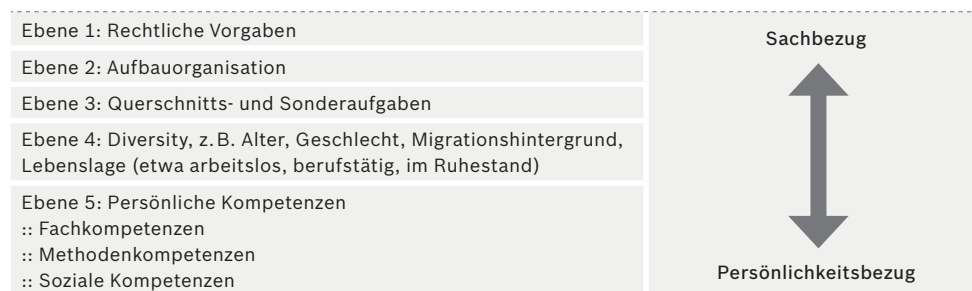 Ebene 1: Rechtliche Vorgaben
Ebene 2: Aufbauorganisation
Ebene 3: Querschnitts- und Sonderaufgaben
Ebene 4: Diversity, z. B. Alter, Geschlecht, Migrationshintergrund,
Lebenslage (etwa arbeitslos, berufstätig, im Ruhestand)
Ebene 5: Persönliche Kompetenzen
:: Fachkompetenzen
:: Methodenkompetenzen
:: Soziale Kompetenzen
Sachbezug
Persönlichkeitsbezug